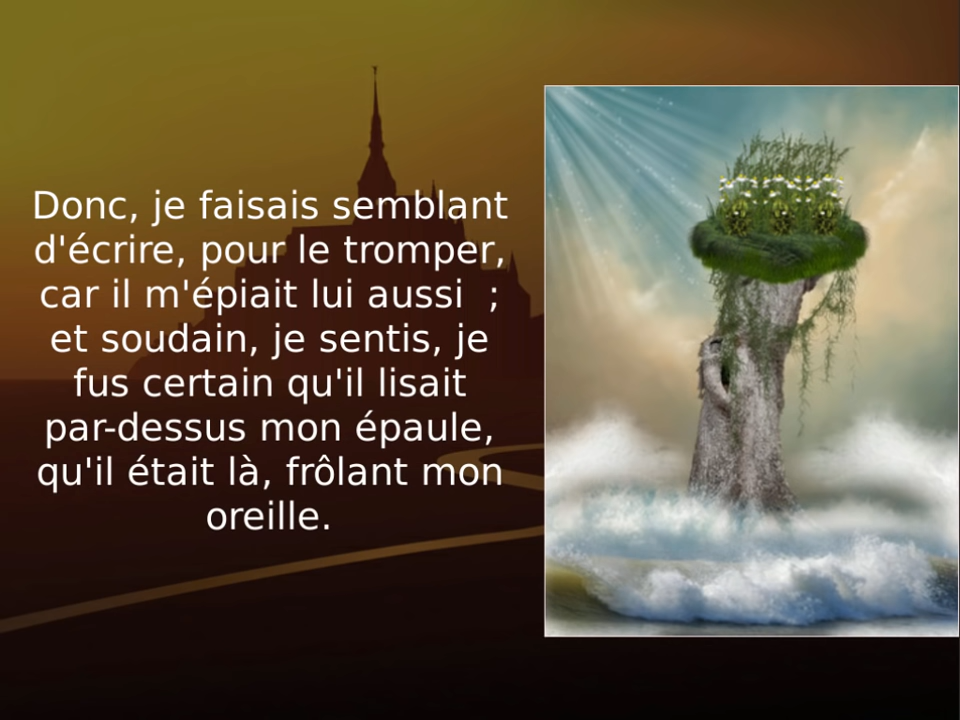 Donc, je faisais semblant
d'écrire, pour le tromper,
car il m'épiait lui aussi  ;
et soudain, je sentis, je
fus certain qu'il lisait
par-dessus mon épaule,
qu'il était là, frôlant mon
oreille.